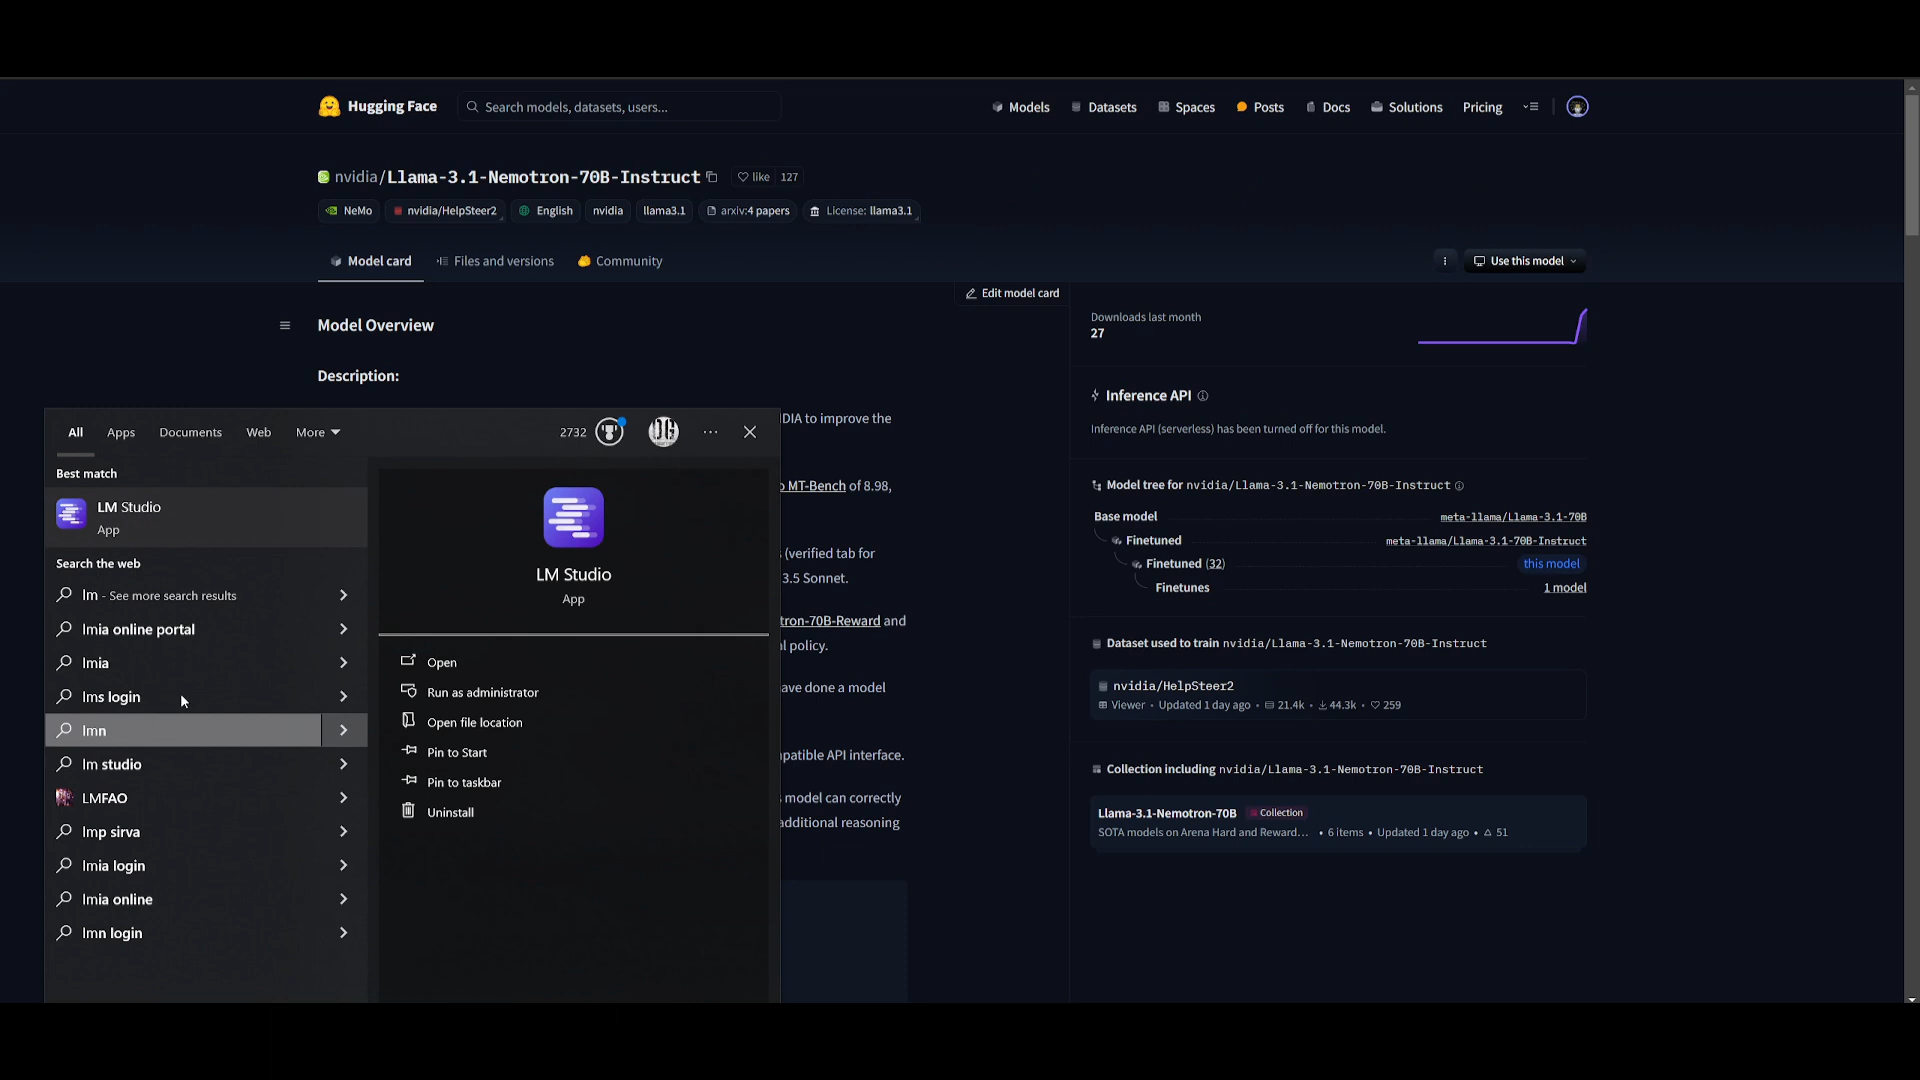 Hugging Face
Search models, datasets, users...
Models
Datasets
Spaces
Posts
Docs
Solutions
Pricing
nvidia/Llama-3.1-Nemotron-70B-Instruct
like 127
NeMo
nvidia/HelpSteer2
English
nvidia
llama3.1
arxiv:4 papers
License: llama3.1
Model card
Files and versions
Community
Use this model
Edit model card
Model Overview
Description:
DIA to improve the
MT-Bench of 8.98,
(verified tab for
3.5 Sonnet.
tron-70B-Reward and
l policy.
ave done a model
patible API interface.
model can correctly
additional reasoning
All
Apps
Documents
Web
More
2732
Best match
LM Studio
App
Search the web
lm - See more search results
lmia online portal
lmia
lms login
lmn
lm studio
LMFAO
lmp sirva
lmia login
lmia online
lmn login
LM Studio
App
Open
Run as administrator
Open file location
Pin to Start
Pin to taskbar
Uninstall
Downloads last month
27
Inference API
Inference API (serverless) has been turned off for this model.
Model tree for nvidia/Llama-3.1-Nemotron-70B-Instruct
Base model meta-llama/Llama-3.1-70B
Finetuned meta-llama/Llama-3.1-70B-Instruct
Finetuned (32) this model
Finetunes 1 model
Dataset used to train nvidia/Llama-3.1-Nemotron-70B-Instruct
nvidia/HelpSteer2
Viewer • Updated 1 day ago • 21.4k • 44.3k • 259
Collection including nvidia/Llama-3.1-Nemotron-70B-Instruct
Llama-3.1-Nemotron-70B Collection
SOTA models on Arena Hard and Reward... • 6 items • Updated 1 day ago • 51